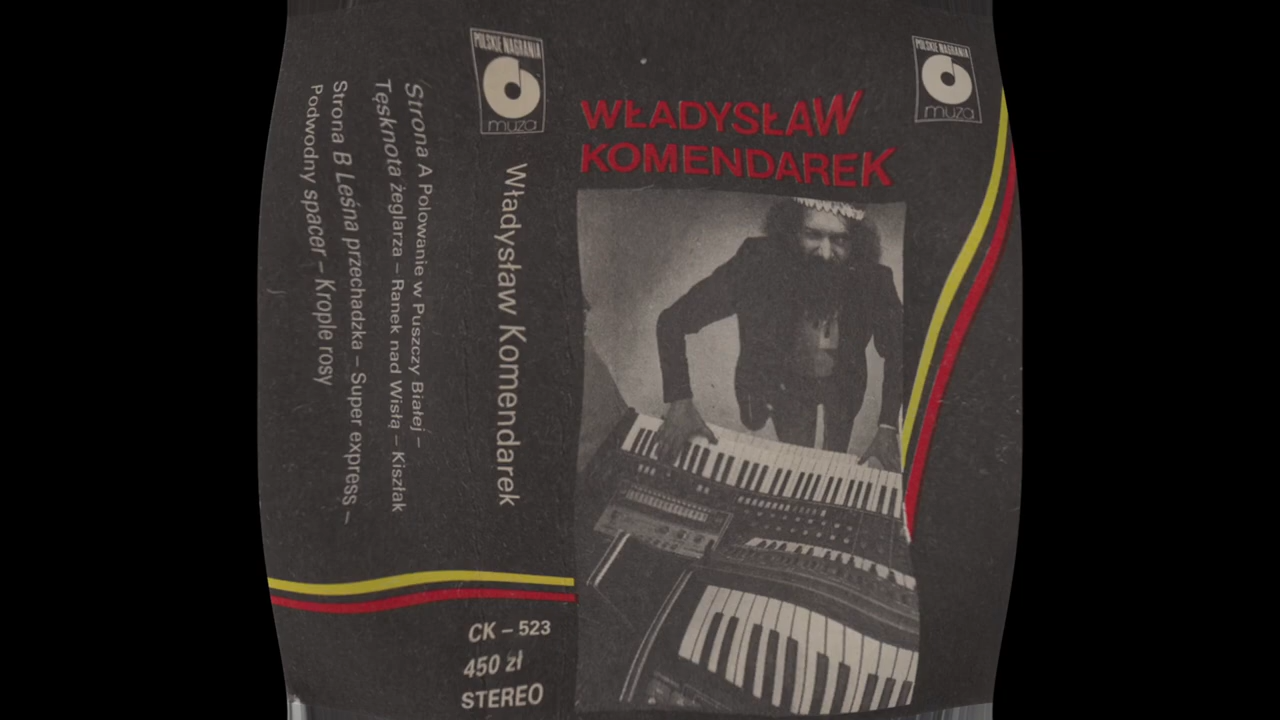 Strona A Polowanie w Puszczy Białej –
Tęsknota żeglarza – Ranek nad Wisłą – Kiszłak
Strona B Leśna przechadzka – Super express –
Podwodny spacer – Krople rosy
POLSKIE NAGRANIA
muza
Władysław Komendarek
CK – 523
450 zł
STEREO
WŁADYSŁAW
KOMENDAREK
POLSKIE NAGRANIA
muza